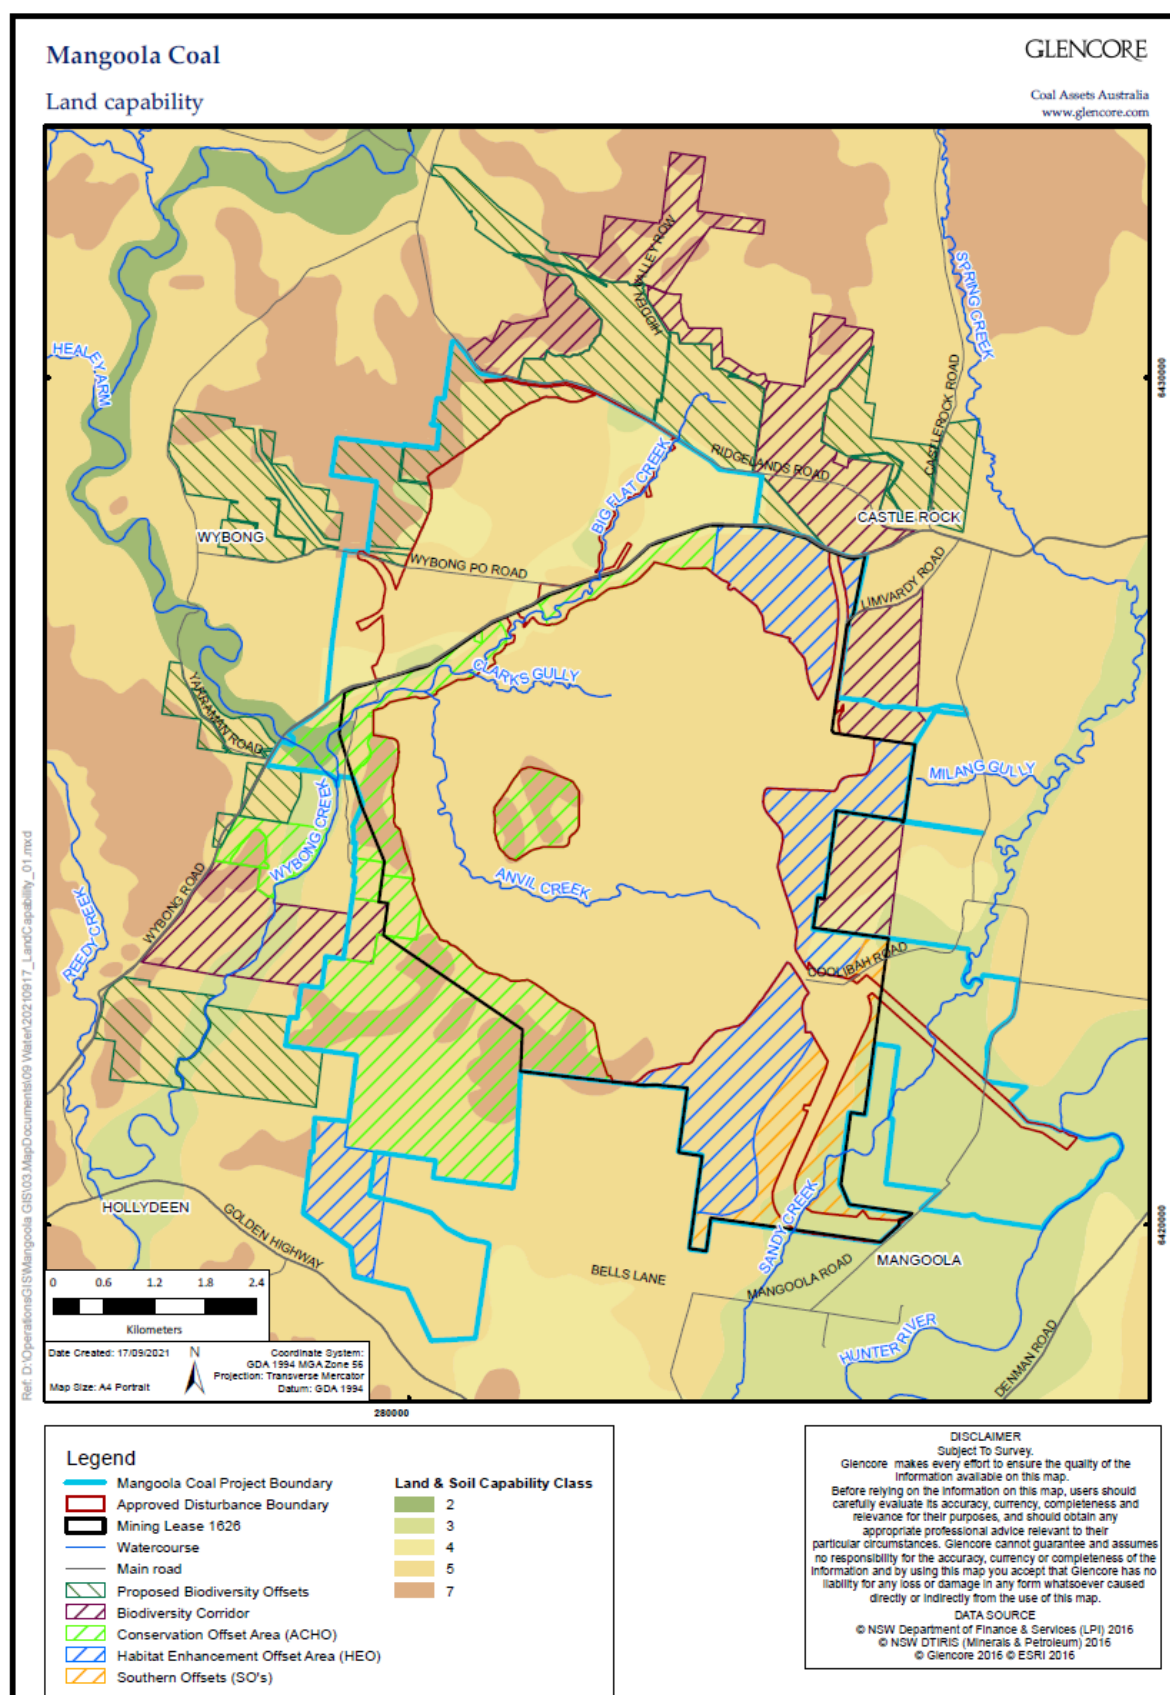 Mangoola Coal
GLENCORE
Land capability
Coal Assets Australia
www.glencore.com
HEALEY ARM
HIDDEN VALLEY ROW
SPRING CREEK
6430000
CASTLEROCK ROAD
RIDGELANDS ROAD
BIG FLAT CREEK
CASTLE ROCK
WYBONG
WYBONG PO ROAD
LIMVARDY ROAD
CLARKS GULLY
YARRAMAN ROAD
MILANG GULLY
WYBONG CREEK
ANVIL CREEK
WYBONG ROAD
REEDY CREEK
COOLIBAH ROAD
HOLLYDEEN
GOLDEN HIGHWAY
SANDY CREEK
6420000
BELLS LANE
MANGOOLA
MANGOOLA ROAD
HUNTER RIVER
DENMAN ROAD
0 0.6 1.2 1.8 2.4
Kilometers
Date Created: 17/09/2021
N
Coordinate System:
GDA 1994 MGA Zone 56
Projection: Transverse Mercator
Datum: GDA 1994
Map Size: A4 Portrait
280000
Ref: D:\OperationsGIS\Mangoola GIS\03.MapDocuments\09 Water\20210917_LandCapability_01.mxd
Legend
Mangoola Coal Project Boundary
Approved Disturbance Boundary
Mining Lease 1626
Watercourse
Main road
Proposed Biodiversity Offsets
Biodiversity Corridor
Conservation Offset Area (ACHO)
Habitat Enhancement Offset Area (HEO)
Southern Offsets (SO's)
Land & Soil Capability Class
2
3
4
5
7
DISCLAIMER
Subject To Survey.
Glencore makes every effort to ensure the quality of the
information available on this map.
Before relying on the information on this map, users should
carefully evaluate its accuracy, currency, completeness and
relevance for their purposes, and should obtain any
appropriate professional advice relevant to their
particular circumstances. Glencore cannot guarantee and assumes
no responsibility for the accuracy, currency or completeness of the
information and by using this map you accept that Glencore has no
liability for any loss or damage in any form whatsoever caused
directly or indirectly from the use of this map.
DATA SOURCE
© NSW Department of Finance & Services (LPI) 2016
© NSW DTIRIS (Minerals & Petroleum) 2016
© Glencore 2016 © ESRI 2016